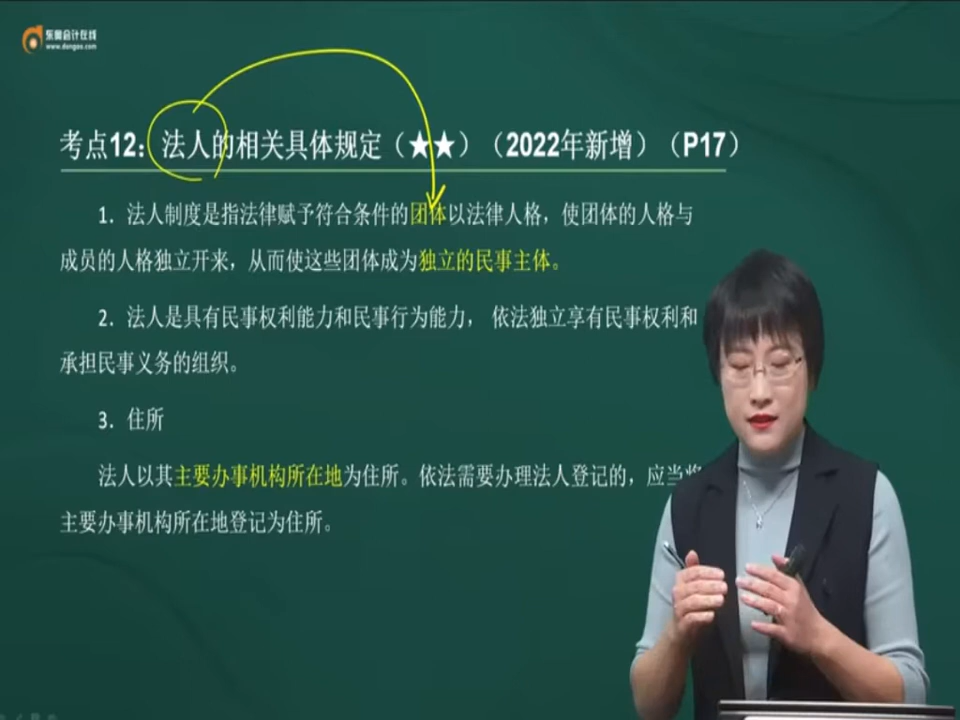 东奥会计在线
www.dongao.com
考点12：法人的相关具体规定（★★）（2022年新增）（P17）
1. 法人制度是指法律赋予符合条件的团体以法律人格，使团体的人格与
成员的人格独立开来，从而使这些团体成为独立的民事主体。
2. 法人是具有民事权利能力和民事行为能力， 依法独立享有民事权利和
承担民事义务的组织。
3. 住所
法人以其主要办事机构所在地为住所。依法需要办理法人登记的，应当将
主要办事机构所在地登记为住所。